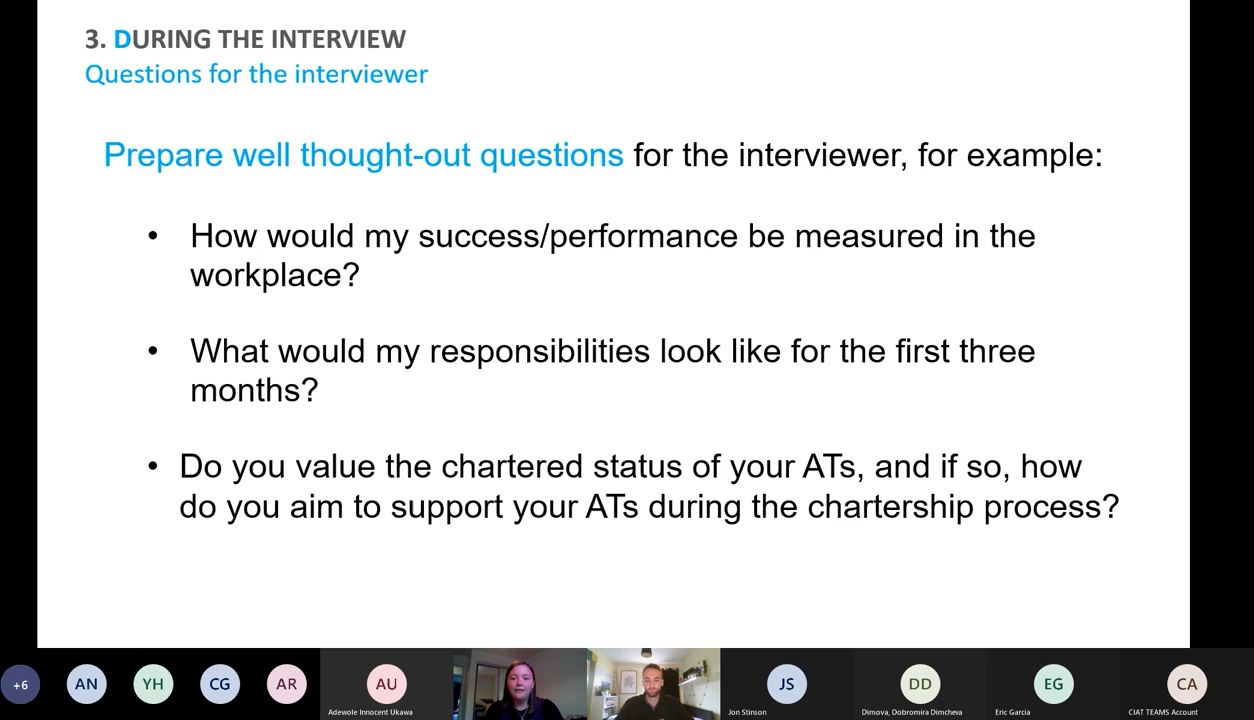 3. DURING THE INTERVIEW
Questions for the interviewer
Prepare well thought-out questions for the interviewer, for example:
• How would my success/performance be measured in the
workplace?
• What would my responsibilities look like for the first three
months?
• Do you value the chartered status of your ATs, and if so, how
do you aim to support your ATs during the chartership process?
+6
AN
YH
CG
AR
AU
JS
DD
EG
CA
Adewole Innocent Ukawa
Jon Stinson
Dimova, Dobromira Dimcheva
Eric Garcia
CIAT TEAMS Account